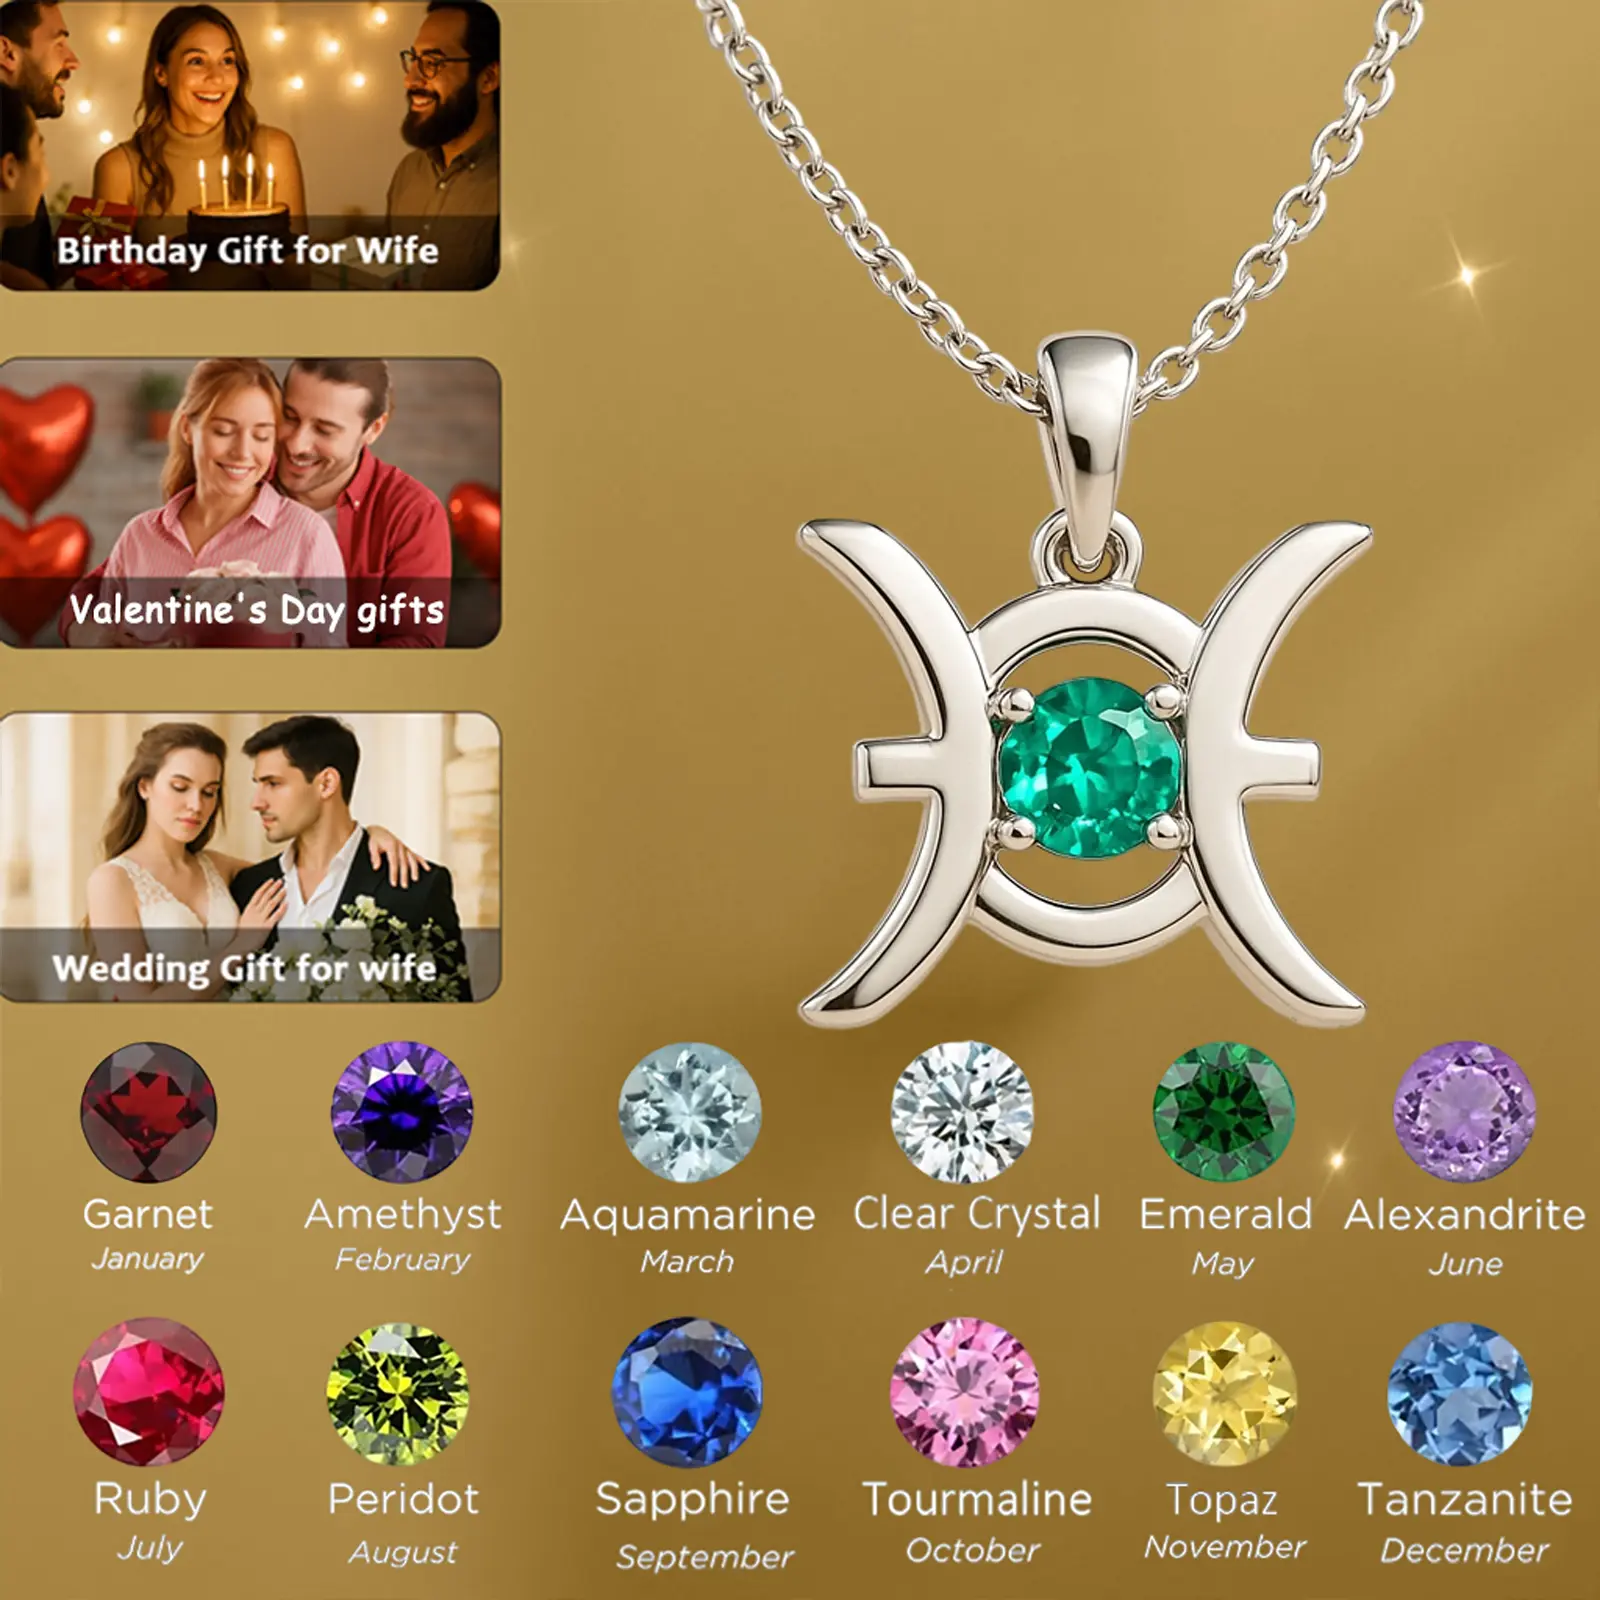 Birthday Gift for Wife
Valentine's Day gifts
Wedding Gift for wife
Garnet
January
Amethyst
February
Aquamarine
March
Clear Crystal
April
Emerald
May
Alexandrite
June
Ruby
July
Peridot
August
Sapphire
September
Tourmaline
October
Topaz
November
Tanzanite
December